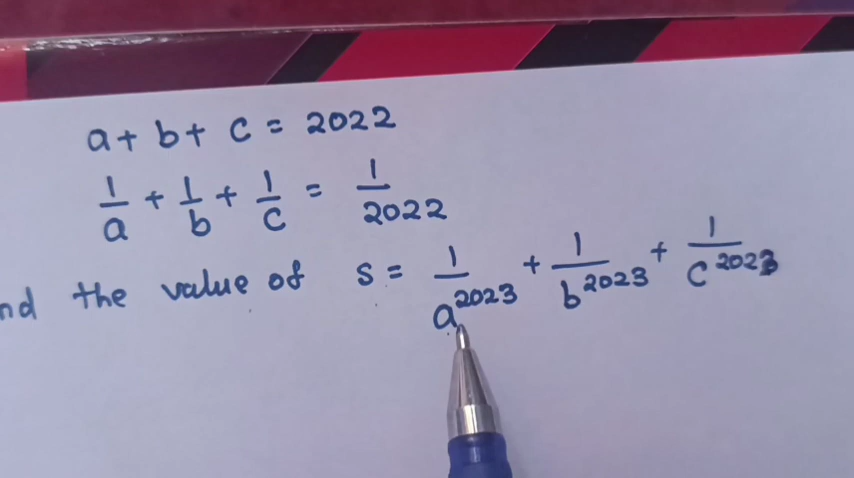 a + b + c = 2022
1/a + 1/b + 1/c = 1/2022
nd the value of s = 1/a^2023 + 1/b^2023 + 1/c^2023